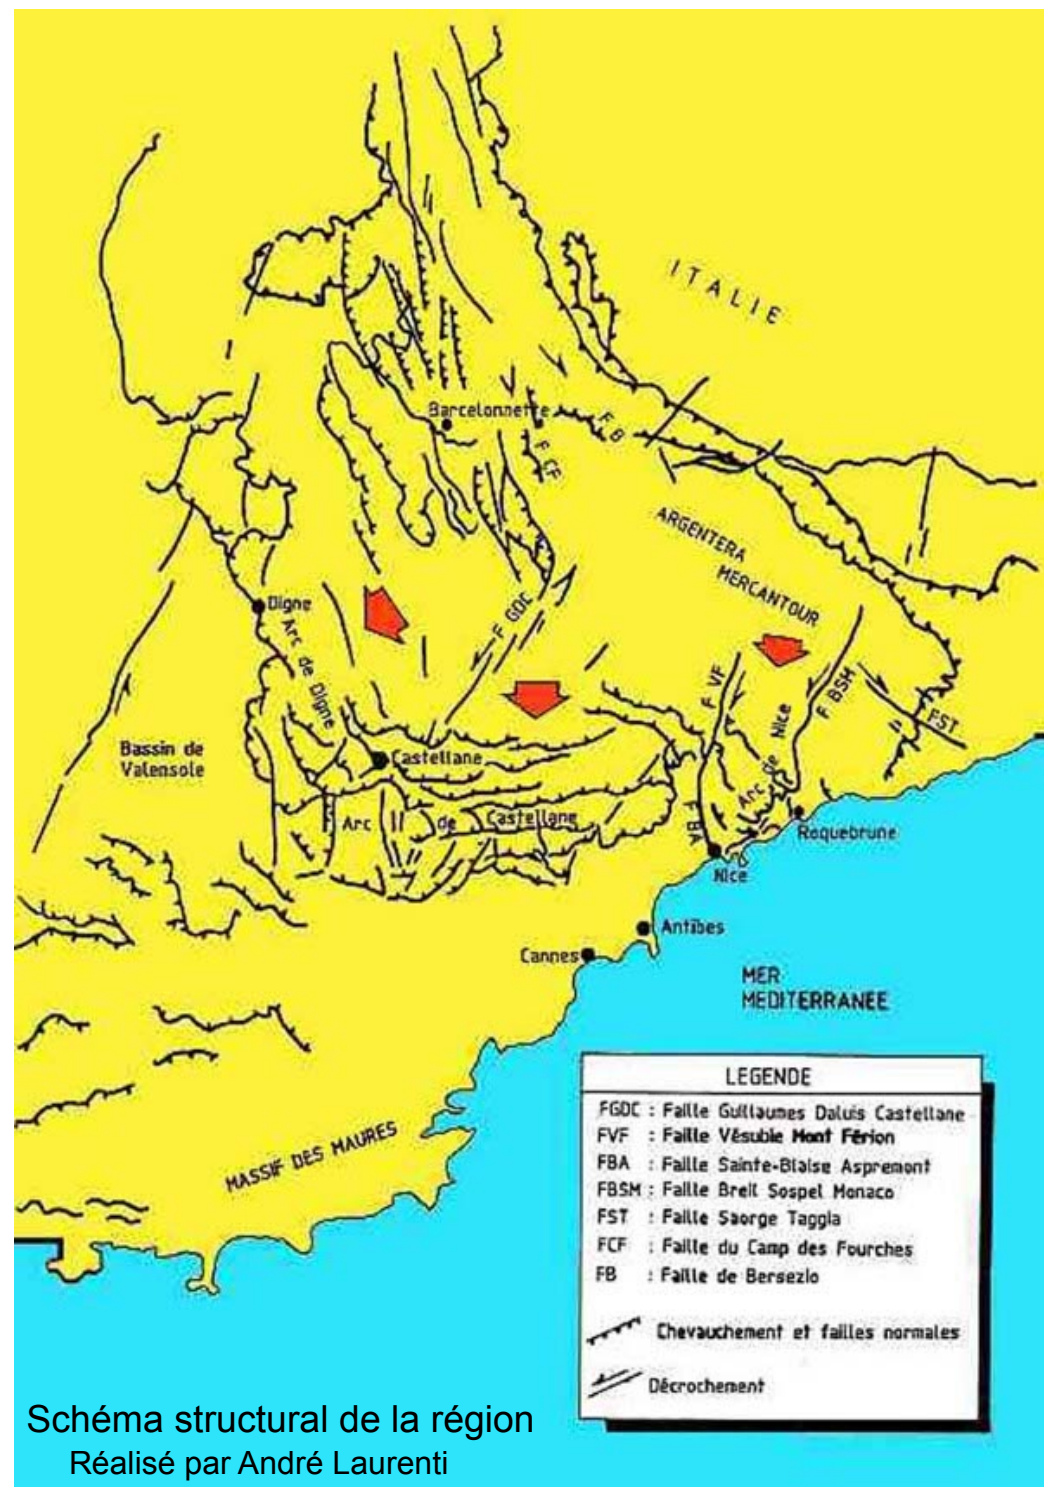 ITALIE
Barcelonnette
FB
FCF
ARGENTERA
MERCANTOUR
Digne
Arc de Digne
F GDC
F VF
F BSM
FST
Bassin de
Valensole
Castellane
Arc de Castellane
Arc de Nice
F BA
Roquebrune
Nice
Antibes
Cannes
MER
MEDITERRANEE
MASSIF DES MAURES
LEGENDE
FGDC : Faille Guillaumes Daluis Castellane
FVF : Faille Vésubie Mont Férion
FBA : Faille Sainte-Blaise Aspremont
FBSM : Faille Breil Sospel Monaco
FST : Faille Saorge Taggia
FCF : Faille du Camp des Fourches
FB : Faille de Bersezio
Chevauchement et failles normales
Décrochement
Schéma structural de la région
Réalisé par André Laurenti